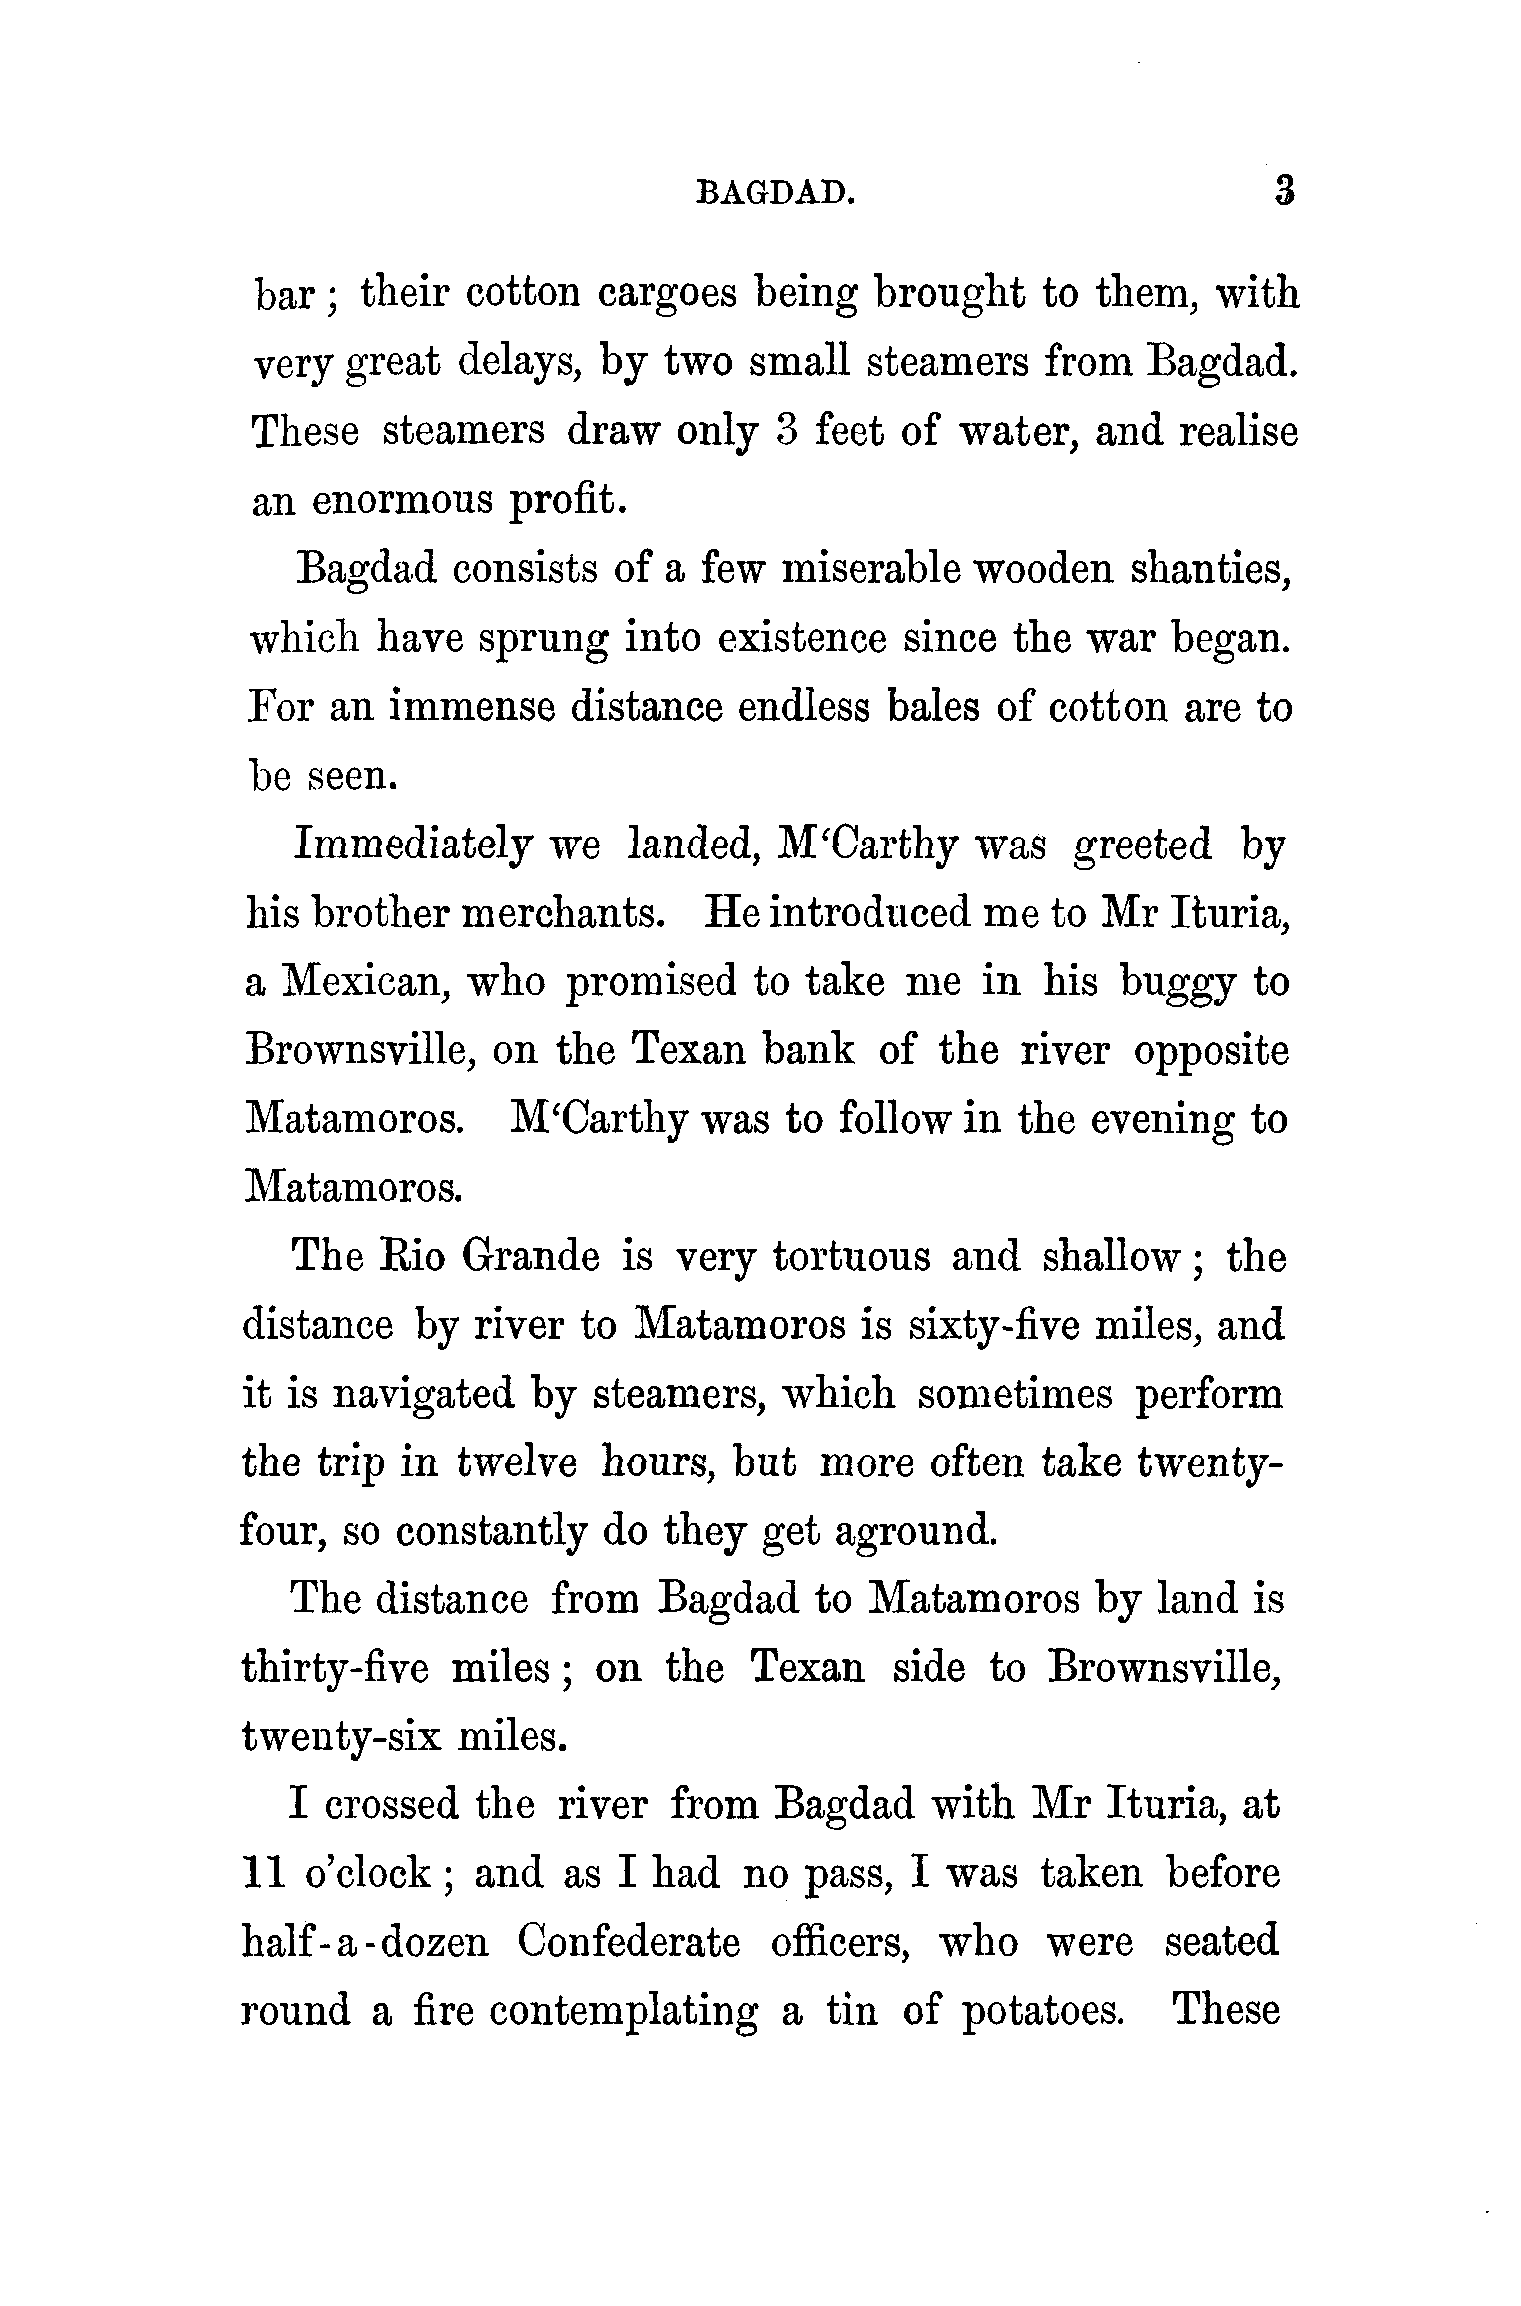 BAGDAD. 3
bar ; their cotton cargoes being brought to them, with
very great delays, by two small steamers from Bagdad.
These steamers draw only 3 feet of water, and realise
an enormous profit.
Bagdad consists of a few miserable wooden shanties,
which have sprung into existence since the war began.
For an immense distance endless bales of cotton are to
be seen.
Immediately we landed, M‘Carthy was greeted by
his brother merchants. He introduced me to Mr Ituria,
a Mexican, who promised to take me in his buggy to
Brownsville, on the Texan bank of the river opposite
Matamoros. M‘Carthy was to follow in the evening to
Matamoros.
The Rio Grande is very tortuous and shallow ; the
distance by river to Matamoros is sixty-five miles, and
it is navigated by steamers, which sometimes perform
the trip in twelve hours, but more often take twenty-
four, so constantly do they get aground.
The distance from Bagdad to Matamoros by land is
thirty-five miles ; on the Texan side to Brownsville,
twenty-six miles.
I crossed the river from Bagdad with Mr Ituria, at
11 o’clock ; and as I had no pass, I was taken before
half-a-dozen Confederate officers, who were seated
round a fire contemplating a tin of potatoes. These